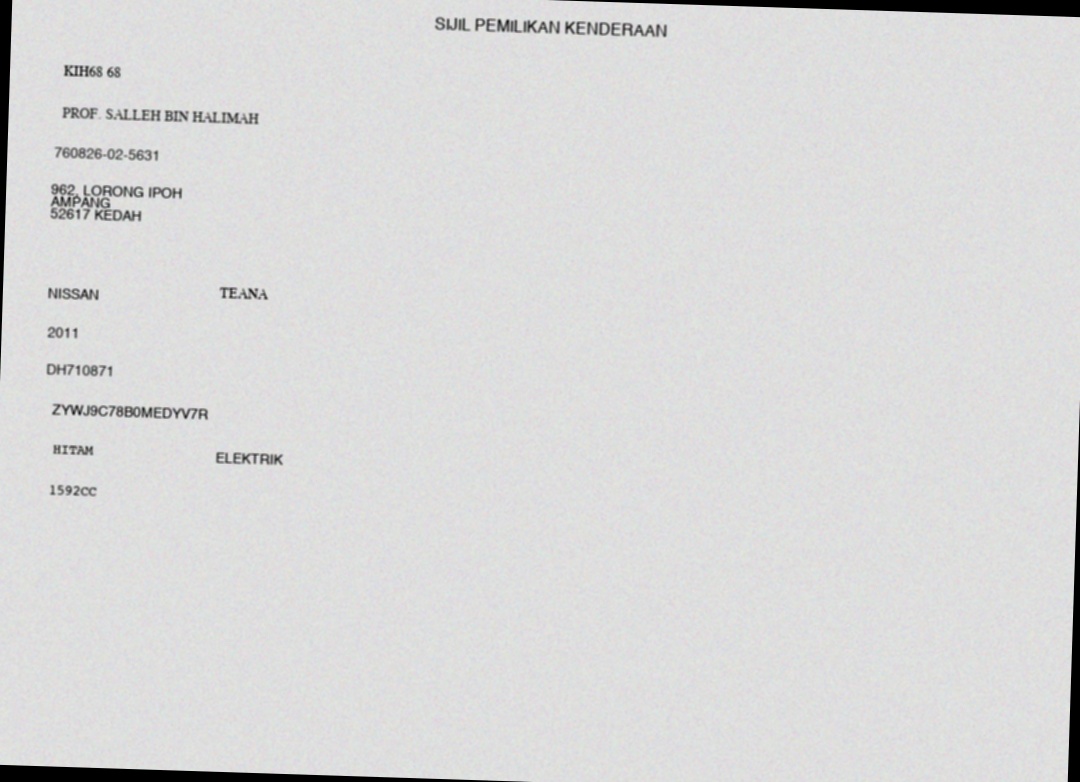 SIJIL PEMILIKAN KENDERAAN
KIH68 68
PROF. SALLEH BIN HALIMAH
760826-02-5631
962, LORONG IPOH
AMPANG
52617 KEDAH
NISSAN TEANA
2011
DH710871
ZYWJ9C78B0MEDYV7R
HITAM ELEKTRIK
1592CC